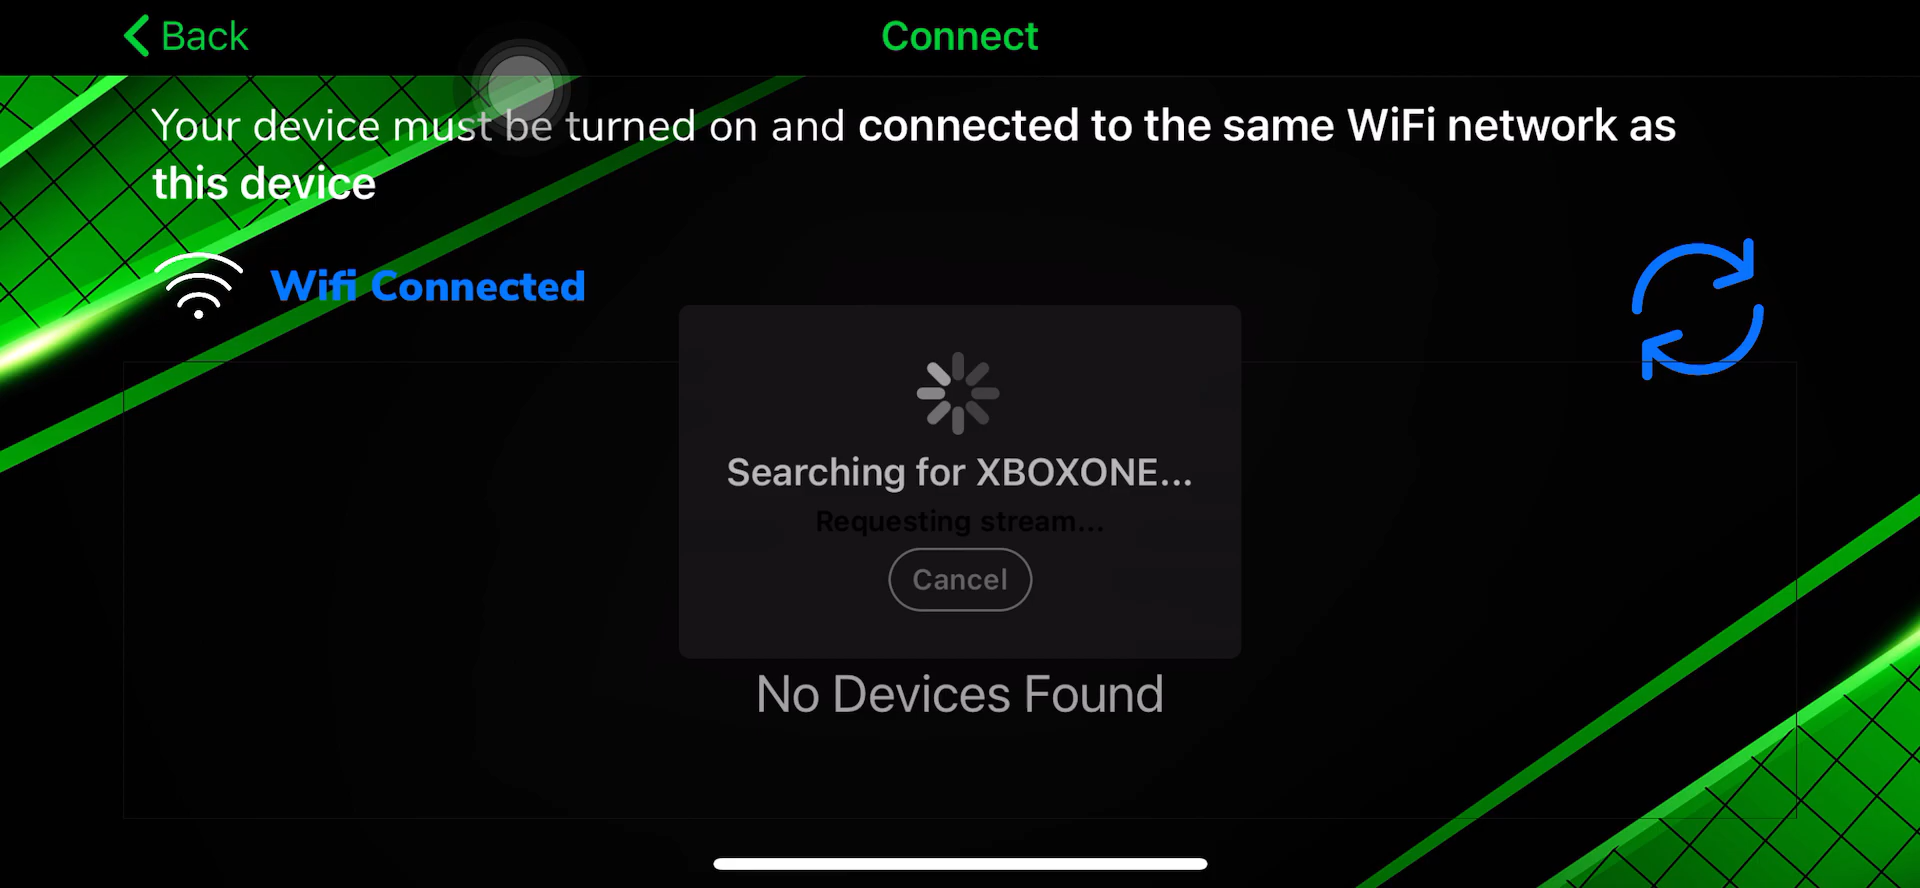 Back
Connect
Your device must be turned on and connected to the same WiFi network as
this device
Wifi Connected
Searching for XBOXONE...
Requesting stream...
Cancel
No Devices Found